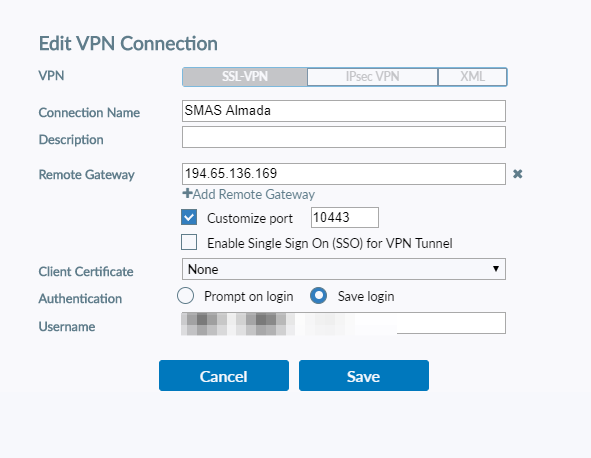 Edit VPN Connection
VPN SSL-VPN IPsec VPN XML
Connection Name SMAS Almada
Description
Remote Gateway 194.65.136.169
Add Remote Gateway
Customize port 10443
Enable Single Sign On (SSO) for VPN Tunnel
Client Certificate None
Authentication Prompt on login Save login
Username
Cancel Save